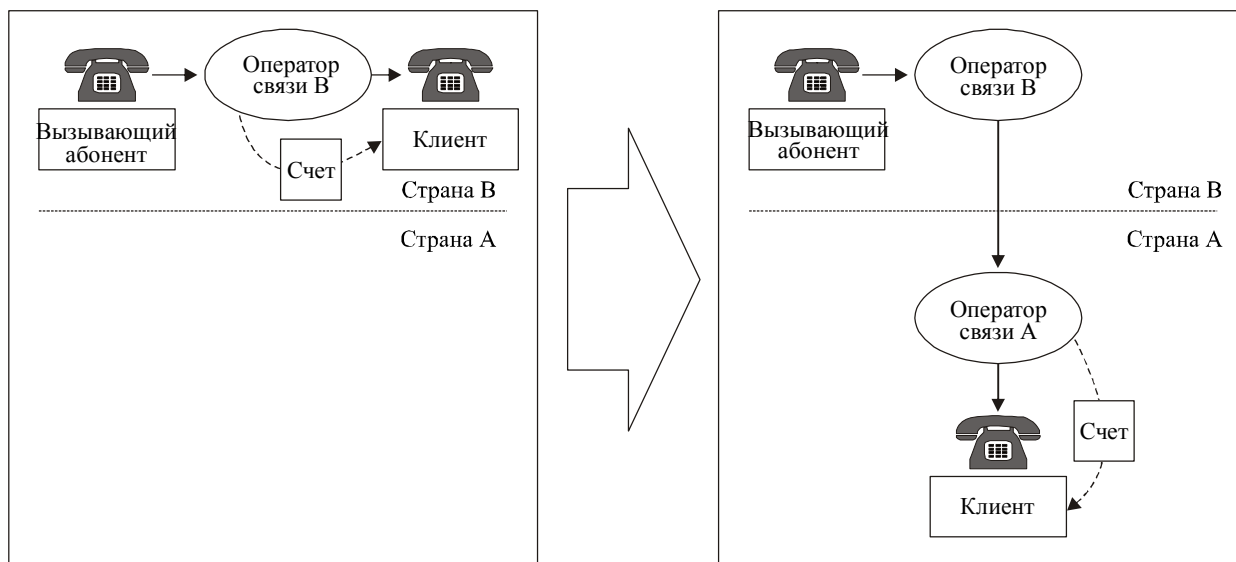 Оператор
связи B
Вызывающий
абонент
Клиент
Счет
Страна B
Страна A
Оператор
связи B
Вызывающий
абонент
Страна B
Страна A
Оператор
связи A
Счет
Клиент